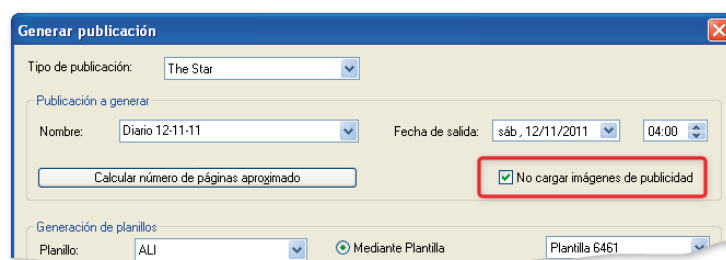 Generar publicación
Tipo de publicación: The Star
Publicación a generar
Nombre: Diario 12-11-11 Fecha de salida: sáb , 12/11/2011 04:00
Calcular número de páginas aproximado No cargar imágenes de publicidad
Generación de planillos
Planillo: ALI Mediante Plantilla Plantilla 6461